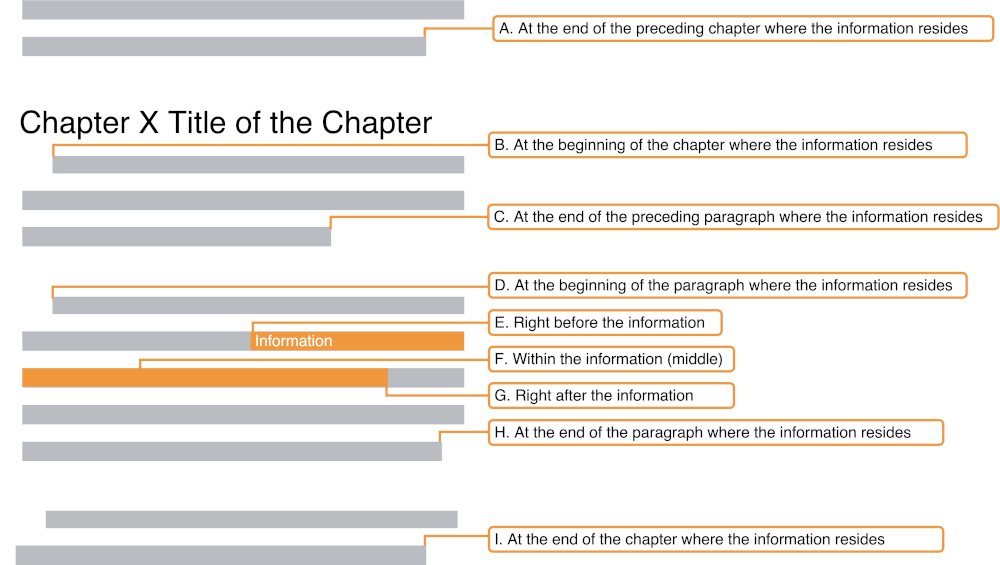 A. At the end of the preceding chapter where the information resides
Chapter X Title of the Chapter
B. At the beginning of the chapter where the information resides
C. At the end of the preceding paragraph where the information resides
D. At the beginning of the paragraph where the information resides
E. Right before the information
Information
F. Within the information (middle)
G. Right after the information
H. At the end of the paragraph where the information resides
I. At the end of the chapter where the information resides